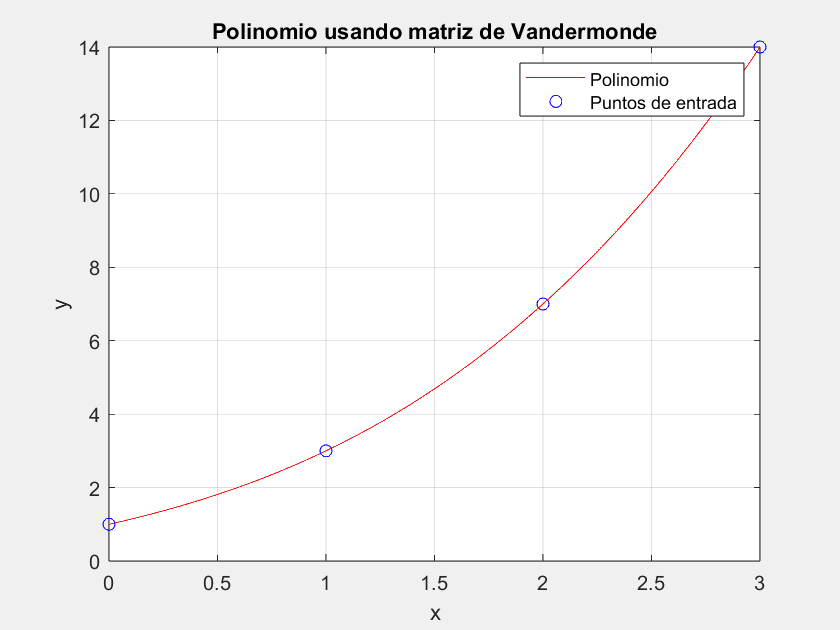 Polinomio usando matriz de Vandermonde
Polinomio
Puntos de entrada
14
12
10
8
6
4
2
0
y
0 0.5 1 1.5 2 2.5 3
x